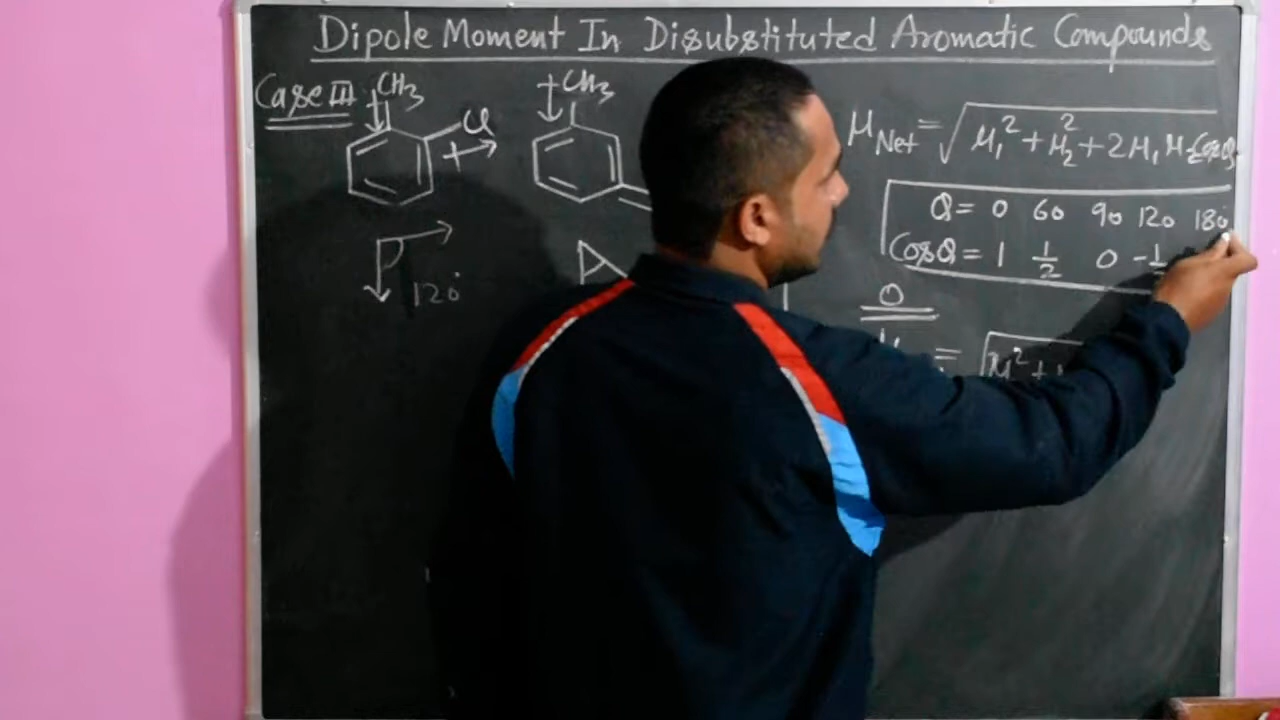 Dipole Moment In Disubstituted Aromatic Compounds
Case III
CH3
Cl
120°
CH3
μNet = √μ1² + μ2² + 2μ1μ2Cosθ
θ = 0 60 90 120 180°
Cosθ = 1 1/2 0 -1/2
O
= √μ² +